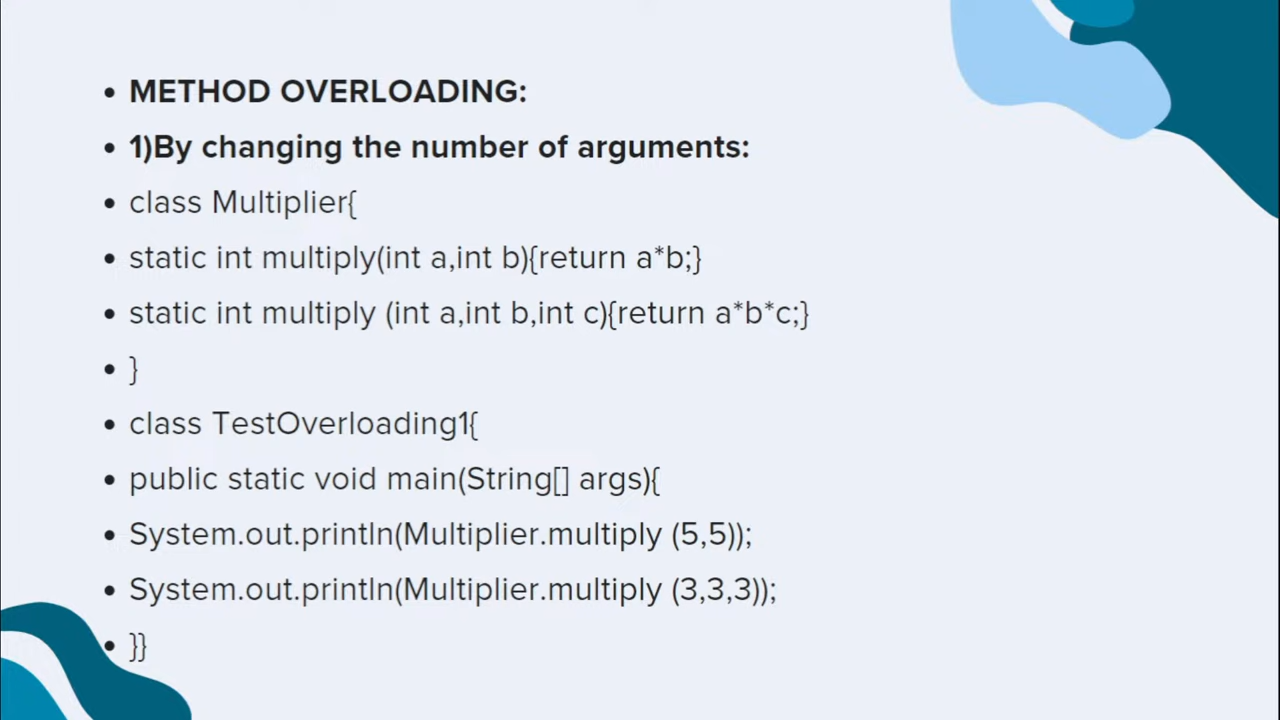 • METHOD OVERLOADING:
• 1)By changing the number of arguments:
• class Multiplier{
• static int multiply(int a,int b){return a*b;}
• static int multiply (int a,int b,int c){return a*b*c;}
• }
• class TestOverloading1{
• public static void main(String[] args){
• System.out.println(Multiplier.multiply (5,5));
• System.out.println(Multiplier.multiply (3,3,3));
• }}